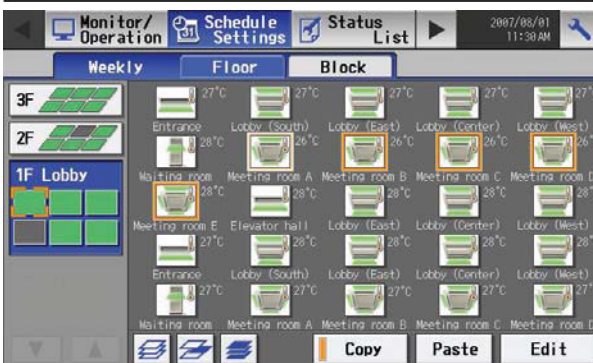 Monitor/
Operation
Schedule
Settings
Status
List
2007/08/01
11:30 AM
Weekly
Floor
Block
3F
2F
1F Lobby
27°C
27°C
27°C
27°C
27°
Entrance
Lobby (South)
Lobby (East)
Lobby (Center)
Lobby (West)
28°C
26°C
26°C
26°C
26°
Waiting room
Meeting room A
Meeting room B
Meeting room C
Meeting room D
28°C
28°C
28°C
28°C
28°
Meeting room E
Elevator hall
Lobby (East)
Lobby (Center)
Lobby (West)
27°C
28°C
28°C
28°C
28°
Entrance
Lobby (South)
Lobby (East)
Lobby (Center)
Lobby (West)
27°C
27°C
27°C
27°C
27°
Waiting room
Meeting room A
Meeting room B
Meeting room C
Meeting room D
Copy
Paste
Edit